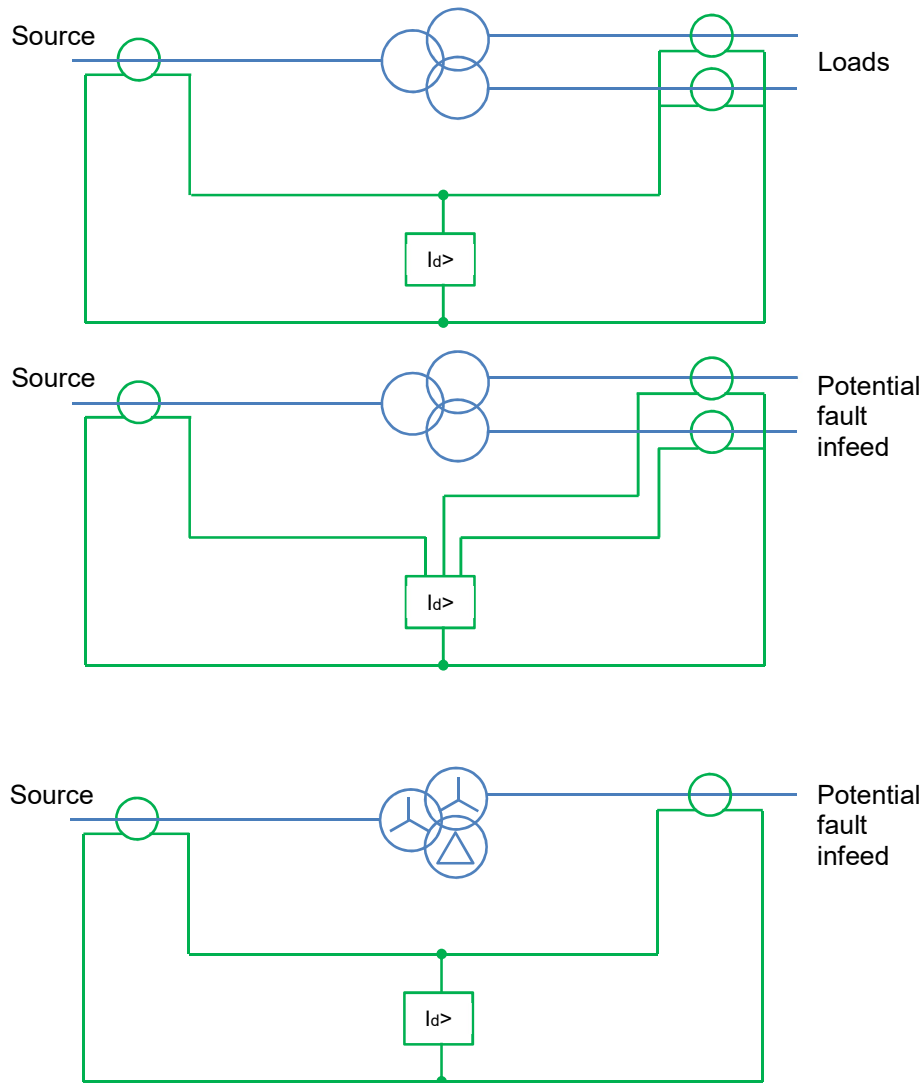 Source
Loads
Id>
Source
Potential
fault
infeed
Id>
Source
Potential
fault
infeed
Id>